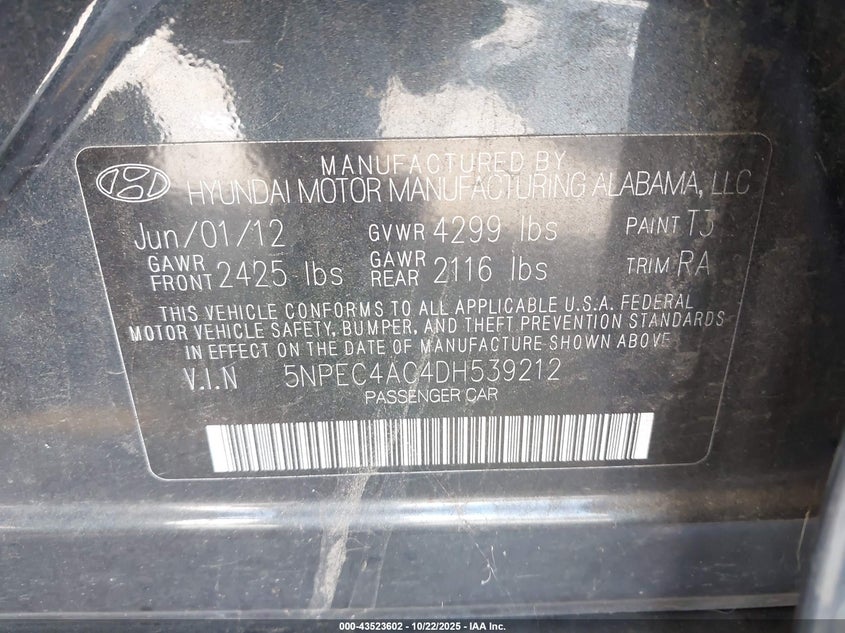 MANUFACTURED BY
HYUNDAI MOTOR MANUFACTURING ALABAMA, LLC
Jun/01/12 GVWR 4299 lbs PAINT T3
GAWR FRONT 2425 lbs GAWR REAR 2116 lbs TRIM RA
THIS VEHICLE CONFORMS TO ALL APPLICABLE U.S.A. FEDERAL
MOTOR VEHICLE SAFETY, BUMPER, AND THEFT PREVENTION STANDARDS
IN EFFECT ON THE DATE OF MANUFACTURE SHOWN ABOVE
V.I.N 5NPEC4AC4DH539212
PASSENGER CAR
000-43523602 - 10/22/2025 - IAA Inc.